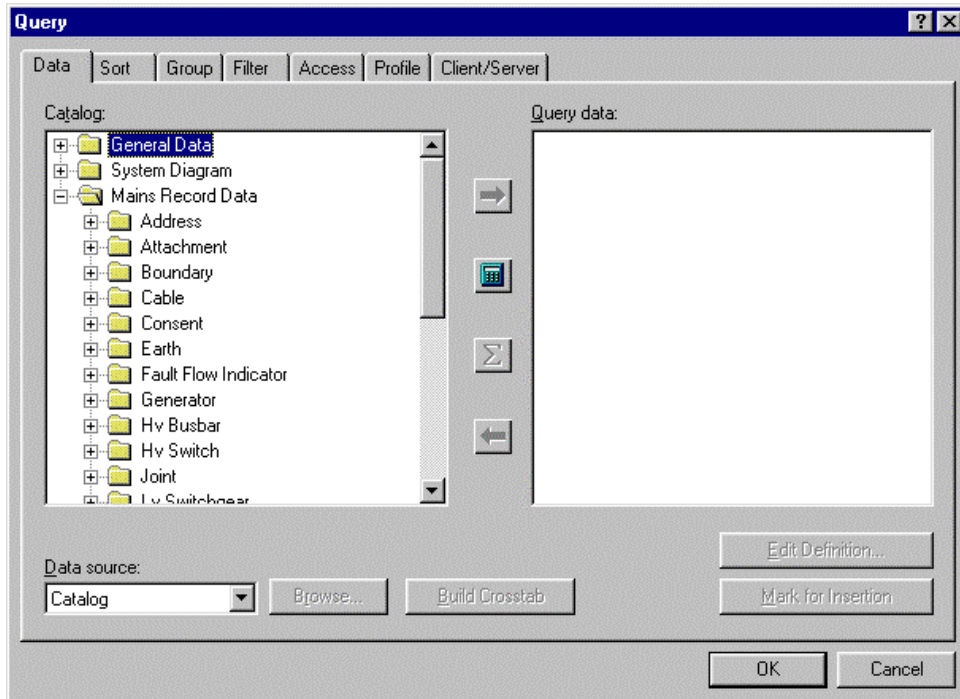 Query
Data Sort Group Filter Access Profile Client/Server
Catalog: Query data:
General Data
System Diagram
Mains Record Data
Address
Attachment
Boundary
Cable
Consent
Earth
Fault Flow Indicator
Generator
Hv Busbar
Hv Switch
Joint
Lv Switchgear
Σ
Edit Definition...
Data source:
Catalog Browse... Build Crosstab Mark for Insertion
OK Cancel